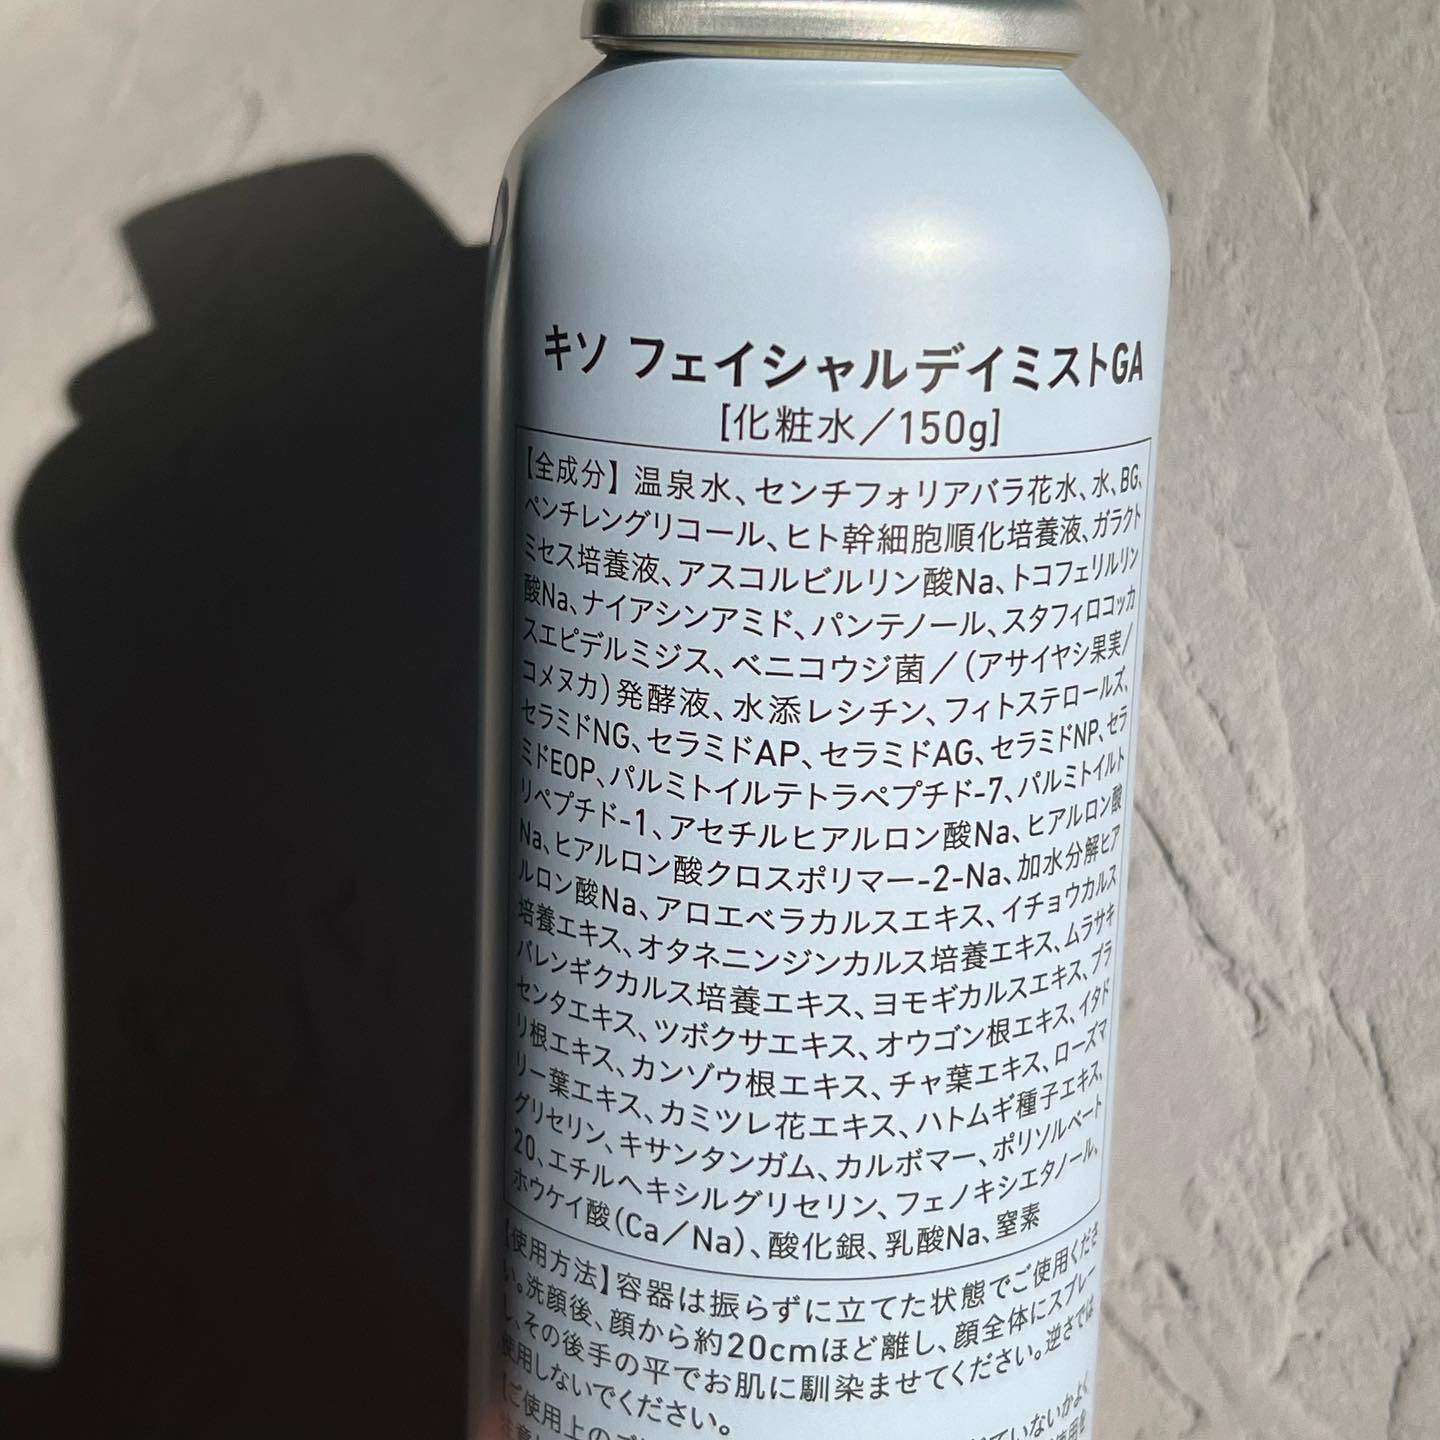 キソ フェイシャルデイミストGA
[化粧水／150g]
【全成分】温泉水、センチフォリアバラ花水、水、BG、
ペンチレングリコール、ヒト幹細胞順化培養液、ガラクト
ミセス培養液、アスコルビルリン酸Na、トコフェリルリン
酸Na、ナイアシンアミド、パンテノール、スタフィロコッカ
スエピデルミジス、ベニコウジ菌／(アサイヤシ果実／
コメヌカ)発酵液、水添レシチン、フィトステロールズ、
セラミドNG、セラミドAP、セラミドAG、セラミドNP、セラ
ミドEOP、パルミトイルテトラペプチド-7、パルミトイルト
リペプチド-1、アセチルヒアルロン酸Na、ヒアルロン酸
Na、ヒアルロン酸クロスポリマー-2-Na、加水分解ヒア
ルロン酸Na、アロエベラカルスエキス、イチョウカルス
培養エキス、オタネニンジンカルス培養エキス、ムラサキ
バレンギクカルス培養エキス、ヨモギカルスエキス、プラ
センタエキス、ツボクサエキス、オウゴン根エキス、イタド
リ根エキス、カンゾウ根エキス、チャ葉エキス、ローズマ
リー葉エキス、カミツレ花エキス、ハトムギ種子エキス、
グリセリン、キサンタンガム、カルボマー、ポリソルベート
20、エチルヘキシルグリセリン、フェノキシエタノール、
ホウケイ酸(Ca／Na)、酸化銀、乳酸Na、窒素
【使用方法】容器は振らずに立てた状態でご使用くださ
い。洗顔後、顔から約20cmほど離し、顔全体にスプレー
し、その後手の平でお肌に馴染ませてください。逆さでは
使用しないでください。
【ご使用上の
ていないかよく